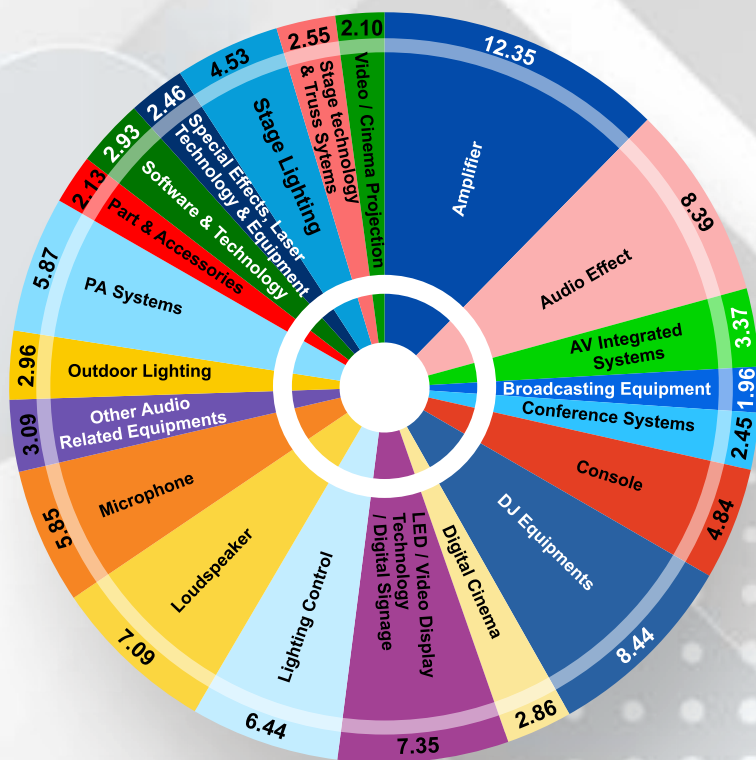 12.35
Amplifier
8.39
Audio Effect
3.37
AV Integrated
Systems
1.96
Broadcasting Equipment
2.45
Conference Systems
4.84
Console
8.44
DJ Equipments
2.86
Digital Cinema
7.35
LED / Video Display
Technology
/ Digital Signage
6.44
Lighting Control
7.09
Loudspeaker
5.85
Microphone
3.09
Other Audio
Related Equipments
2.96
Outdoor Lighting
5.87
PA Systems
2.13
Part & Accessories
2.93
Software & Technology
2.46
Special Effects, Laser
Technology & Equipment
4.53
Stage Lighting
2.55
Stage technology
& Truss Sytems
2.10
Video / Cinema Projection